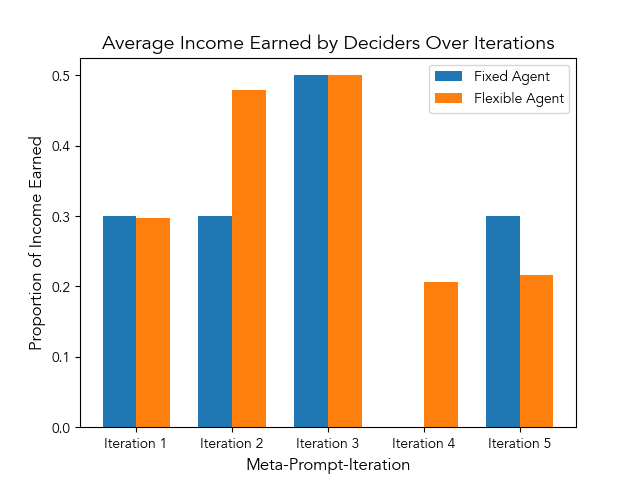 Average Income Earned by Deciders Over Iterations
Fixed Agent
Flexible Agent
Proportion of Income Earned
0.5
0.4
0.3
0.2
0.1
0.0
Iteration 1
Iteration 2
Iteration 3
Iteration 4
Iteration 5
Meta-Prompt-Iteration